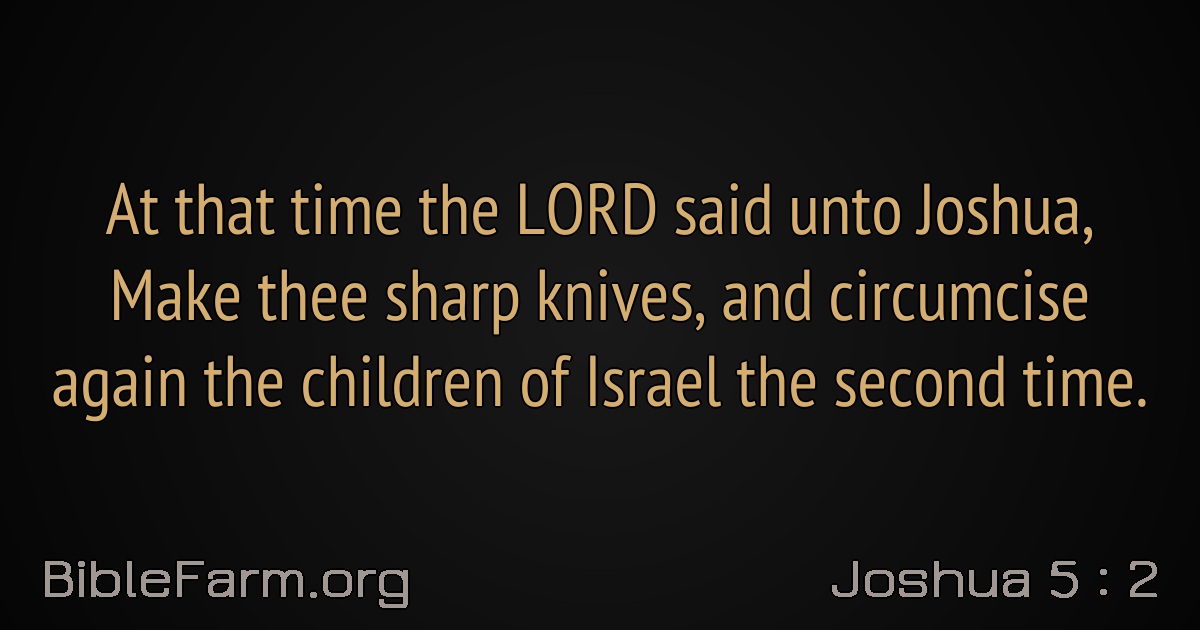 At that time the LORD said unto Joshua,
Make thee sharp knives, and circumcise
again the children of Israel the second time.
BibleFarm.org
Joshua 5 : 2